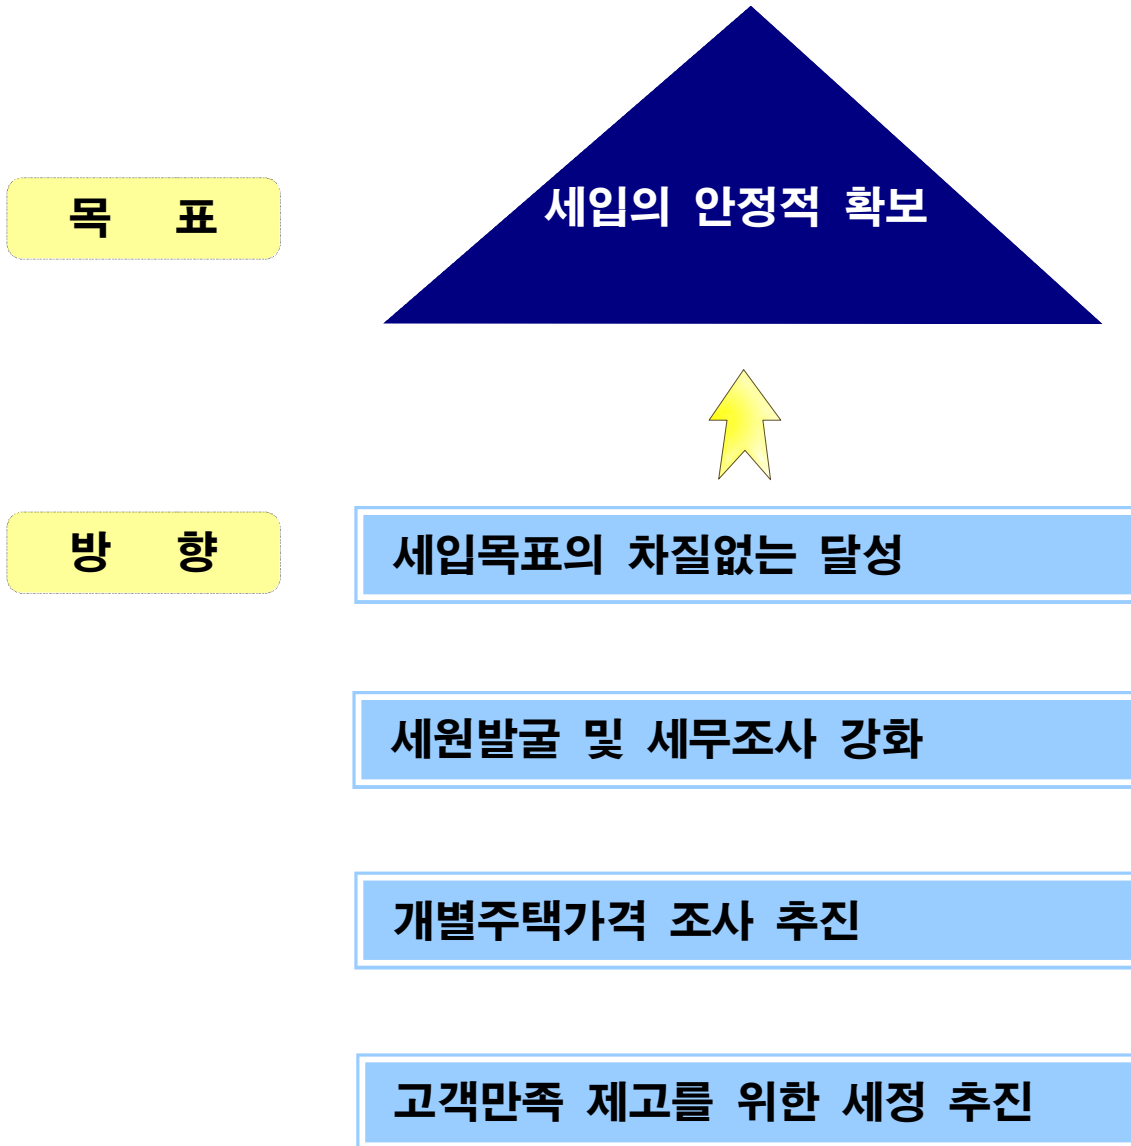 목 표
세입의 안정적 확보
방 향
세입목표의 차질없는 달성
세원발굴 및 세무조사 강화
개별주택가격 조사 추진
고객만족 제고를 위한 세정 추진